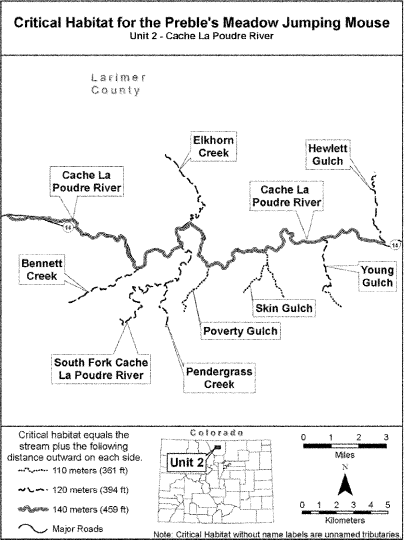 Critical Habitat for the Preble's Meadow Jumping Mouse
Unit 2 - Cache La Poudre River
Larimer
County
Elkhorn
Creek
Hewlett
Gulch
Cache La
Poudre River
Cache La
Poudre River
14
14
Bennett
Creek
Young
Gulch
Skin Gulch
Poverty Gulch
South Fork Cache
La Poudre River
Pendergrass
Creek
Critical habitat equals the
stream plus the following
distance outward on each side.
110 meters (361 ft)
120 meters (394 ft)
140 meters (459 ft)
Major Roads
Colorado
Unit 2
0 1 2 3
Miles
N
0 1 2 3 4 5
Kilometers
Note: Critical Habitat without name labels are unnamed tributaries.